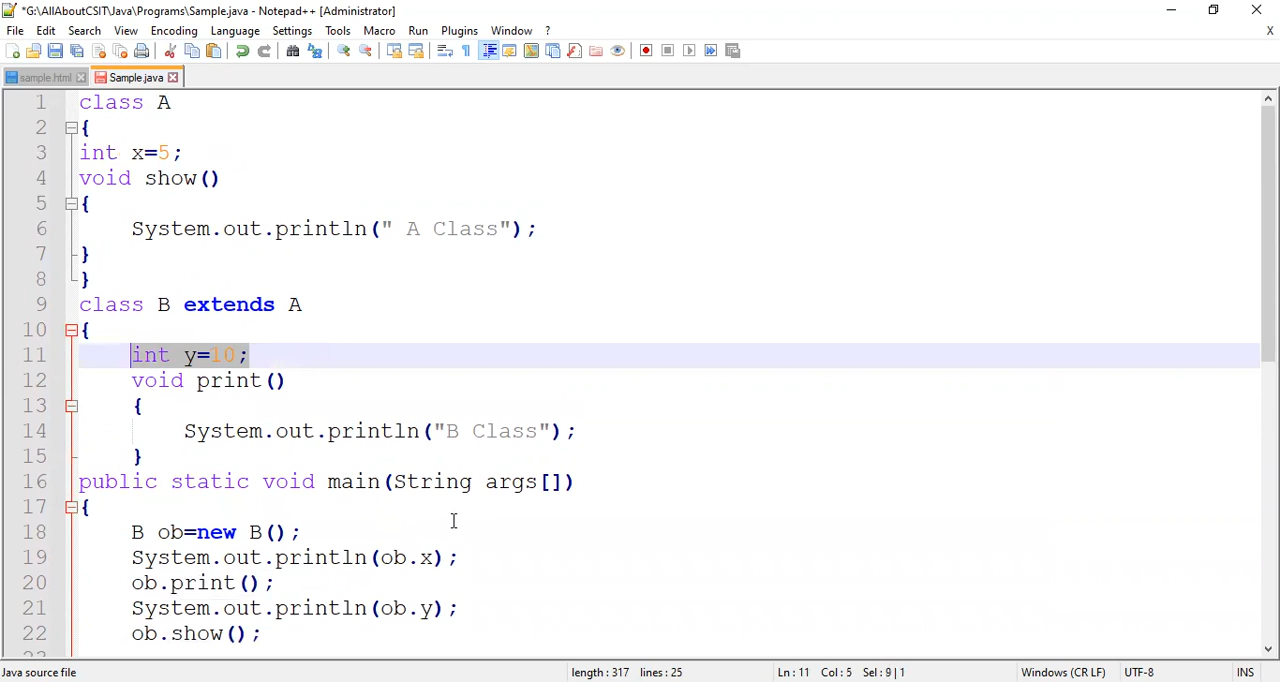 *G:\AllAboutCSIT\Java\Programs\Sample.java - Notepad++ [Administrator]
File Edit Search View Encoding Language Settings Tools Macro Run Plugins Window ? X
sample.html Sample.java
1 class A
2 {
3 int x=5;
4 void show()
5 {
6 System.out.println(" A Class");
7 }
8 }
9 class B extends A
10 {
11 int y=10;
12 void print()
13 {
14 System.out.println("B Class");
15 }
16 public static void main(String args[])
17 {
18 B ob=new B();
19 System.out.println(ob.x);
20 ob.print();
21 System.out.println(ob.y);
22 ob.show();
Java source file length : 317 lines : 25 Ln : 11 Col : 5 Sel : 9 | 1 Windows (CR LF) UTF-8 INS